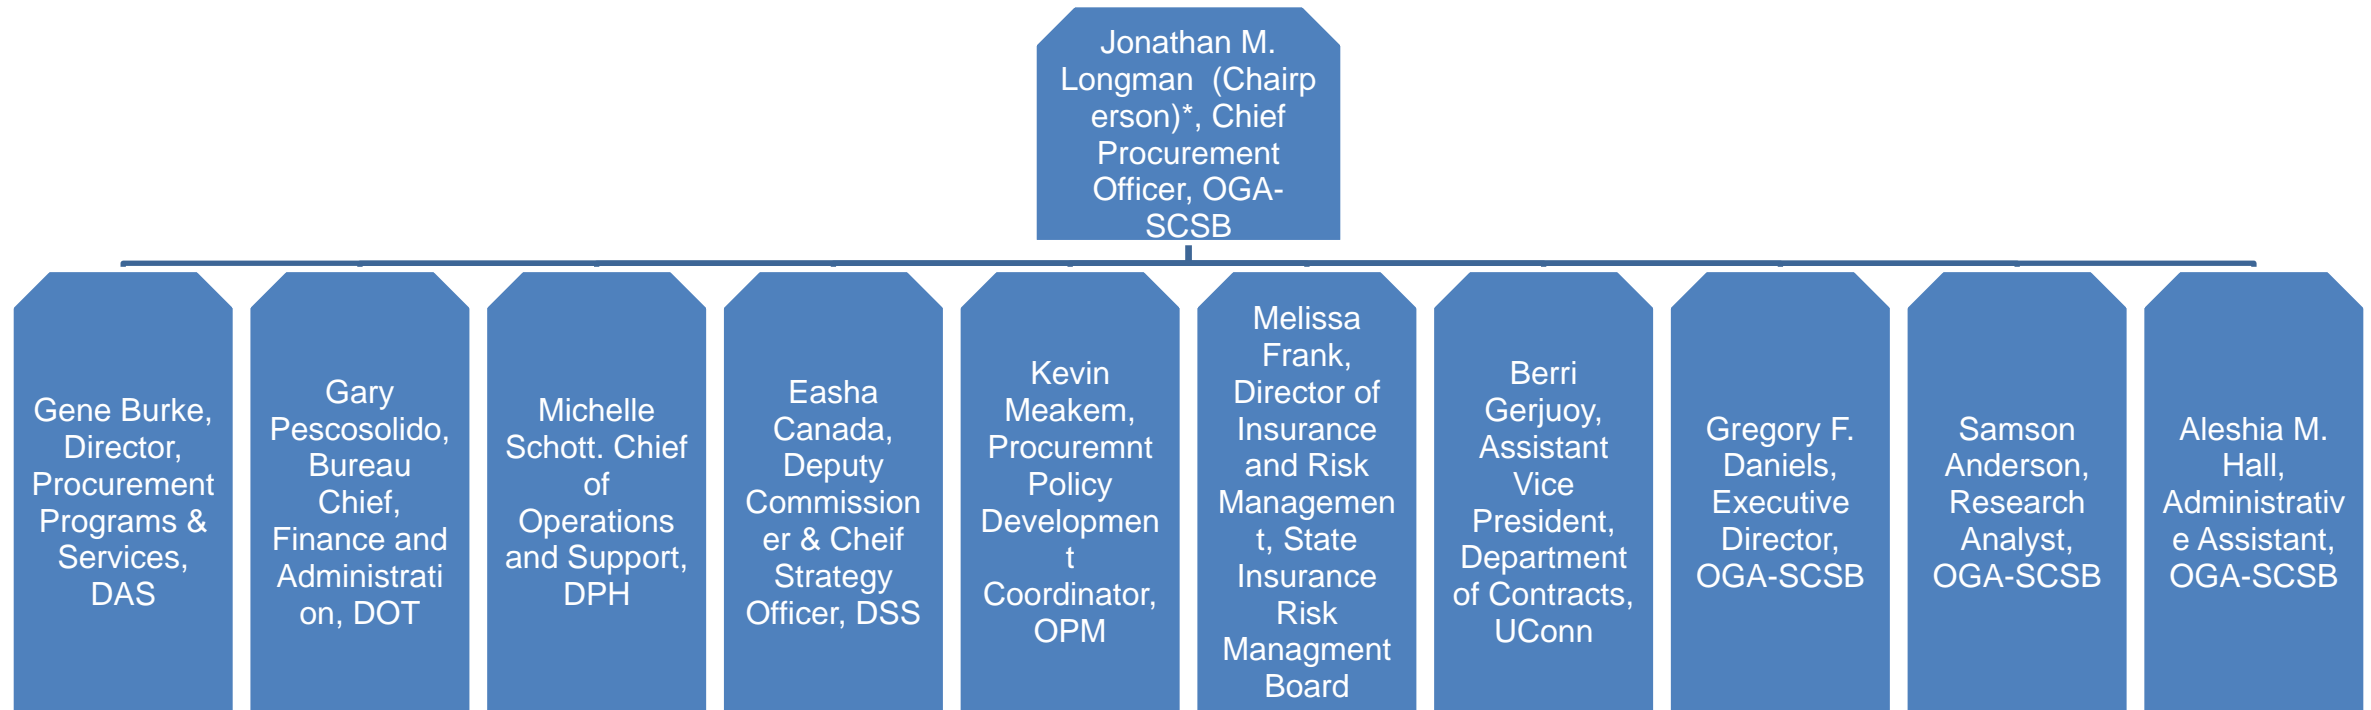 Jonathan M.
Longman  (Chairp
erson)*, Chief
Procurement
Officer, OGA-
SCSB
Gene Burke,
Director,
Procurement
Programs &
Services,
DAS
Gary
Pescosolido,
Bureau
Chief,
Finance and
Administrati
on, DOT
Michelle
Schott. Chief
of
Operations
and Support,
DPH
Easha
Canada,
Deputy
Commission
er & Cheif
Strategy
Officer, DSS
Kevin
Meakem,
Procuremnt
Policy
Developmen
t
Coordinator,
OPM
Melissa
Frank,
Director of
Insurance
and Risk
Managemen
t, State
Insurance
Risk
Managment
Board
Berri
Gerjuoy,
Assistant
Vice
President,
Department
of Contracts,
UConn
Gregory F.
Daniels,
Executive
Director,
OGA-SCSB
Samson
Anderson,
Research
Analyst,
OGA-SCSB
Aleshia M.
Hall,
Administrativ
e Assistant,
OGA-SCSB